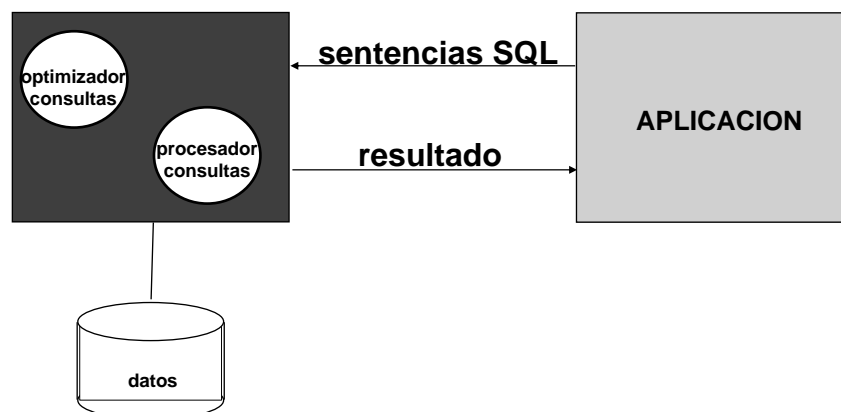 sentencias SQL
optimizador
consultas
APLICACION
procesador
consultas
resultado
datos